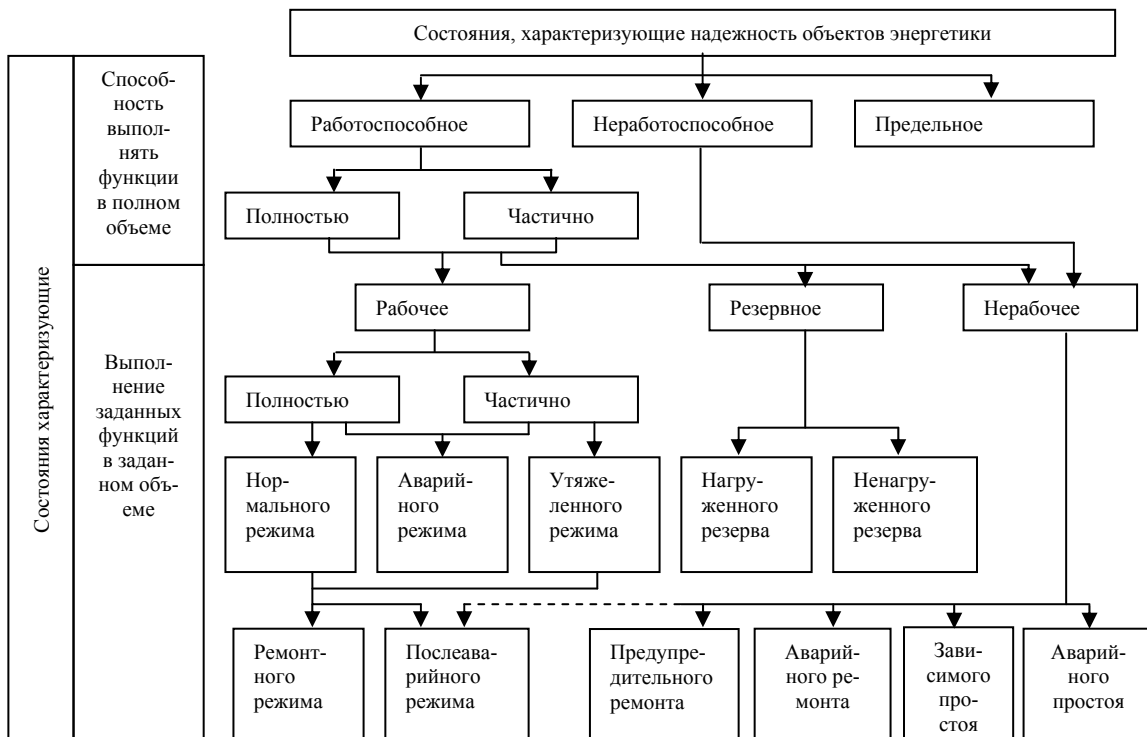 Состояния, характеризующие надежность объектов энергетики
Состояния характеризующие
Способ-
ность
выпол-
нять
функции
в полном
объеме
Работоспособное
Неработоспособное
Предельное
Полностью
Частично
Выпол-
нение
заданных
функций
в задан-
ном объ-
еме
Рабочее
Резервное
Нерабочее
Полностью
Частично
Нор-
мального
режима
Аварий-
ного
режима
Утяже-
ленного
режима
Нагру-
женного
резерва
Ненагру-
женного
резерва
Ремонт-
ного
режима
Послеава-
рийного
режима
Предупре-
дительного
ремонта
Аварий-
ного ре-
монта
Зави-
симого
про-
стоя
Аварий-
ного
простоя